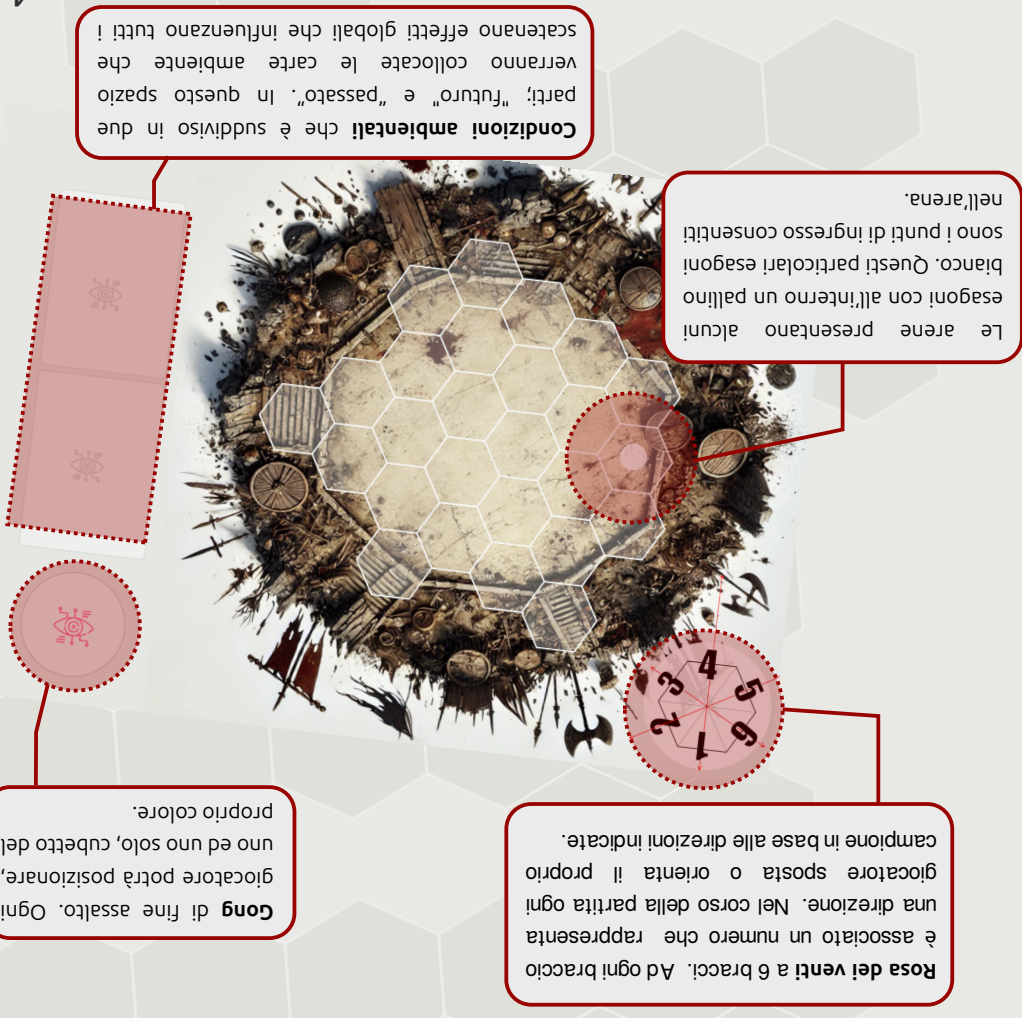 Rosa dei venti a 6 bracci. Ad ogni braccio
è associato un numero che rappresenta
una direzione. Nel corso della partita ogni
giocatore sposta o orienta il proprio
campione in base alle direzioni indicate.
Gong di fine assalto. Ogni
giocatore potrà posizionare,
uno ed uno solo, cubetto del
proprio colore.
1
6 2
5 3
4
Le arene presentano alcuni
esagoni con all'interno un pallino
bianco. Questi particolari esagoni
sono i punti di ingresso consentiti
nell'arena.
Condizioni ambientali che è suddiviso in due
parti; "futuro" e "passato". In questo spazio
verranno collocate le carte ambiente che
scatenano effetti globali che influenzano tutti i